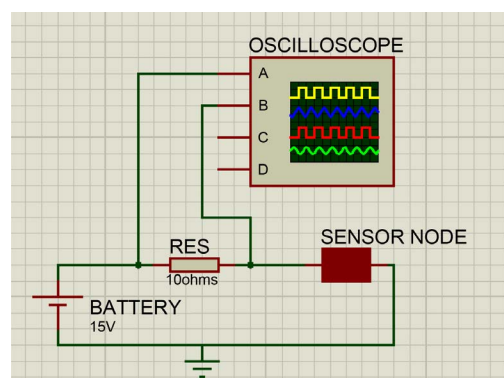 OSCILLOSCOPE
A
B
C
D
RES
10ohms
SENSOR NODE
BATTERY
15V